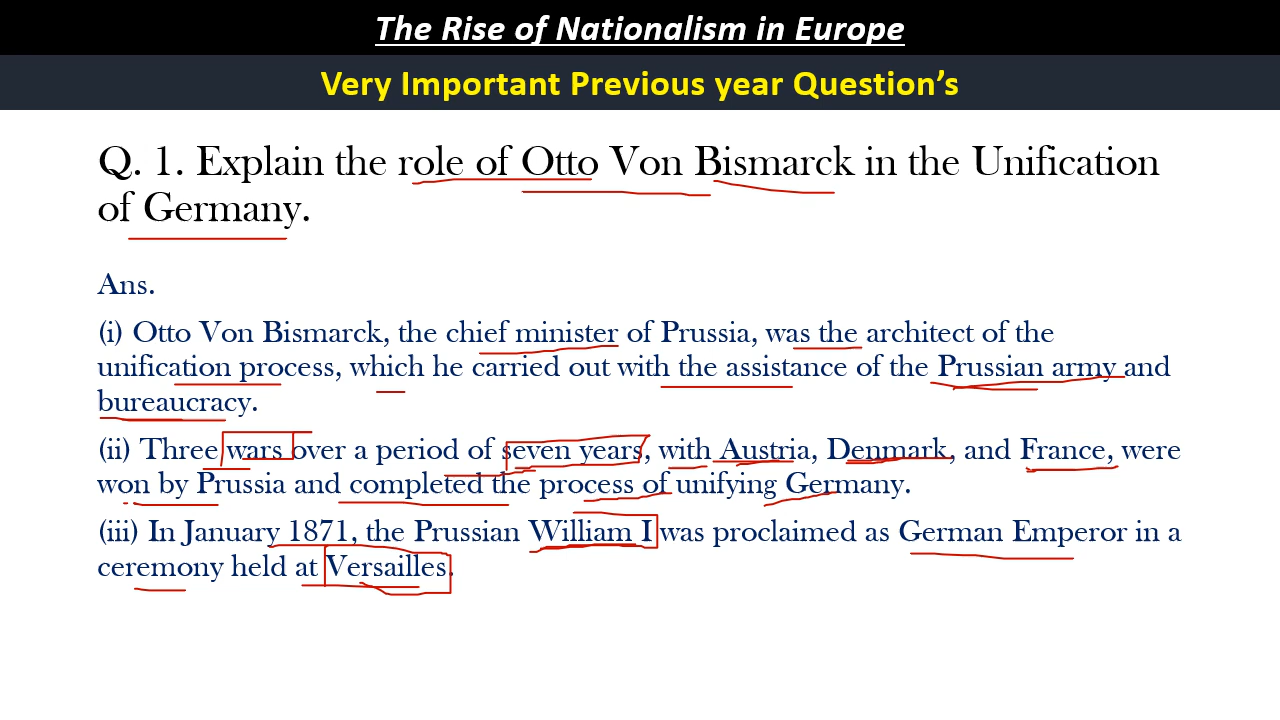 The Rise of Nationalism in Europe
Very Important Previous year Question’s
Q. 1. Explain the role of Otto Von Bismarck in the Unification
of Germany.
Ans.
(i) Otto Von Bismarck, the chief minister of Prussia, was the architect of the
unification process, which he carried out with the assistance of the Prussian army and
bureaucracy.
(ii) Three wars over a period of seven years, with Austria, Denmark, and France, were
won by Prussia and completed the process of unifying Germany.
(iii) In January 1871, the Prussian William I was proclaimed as German Emperor in a
ceremony held at Versailles.